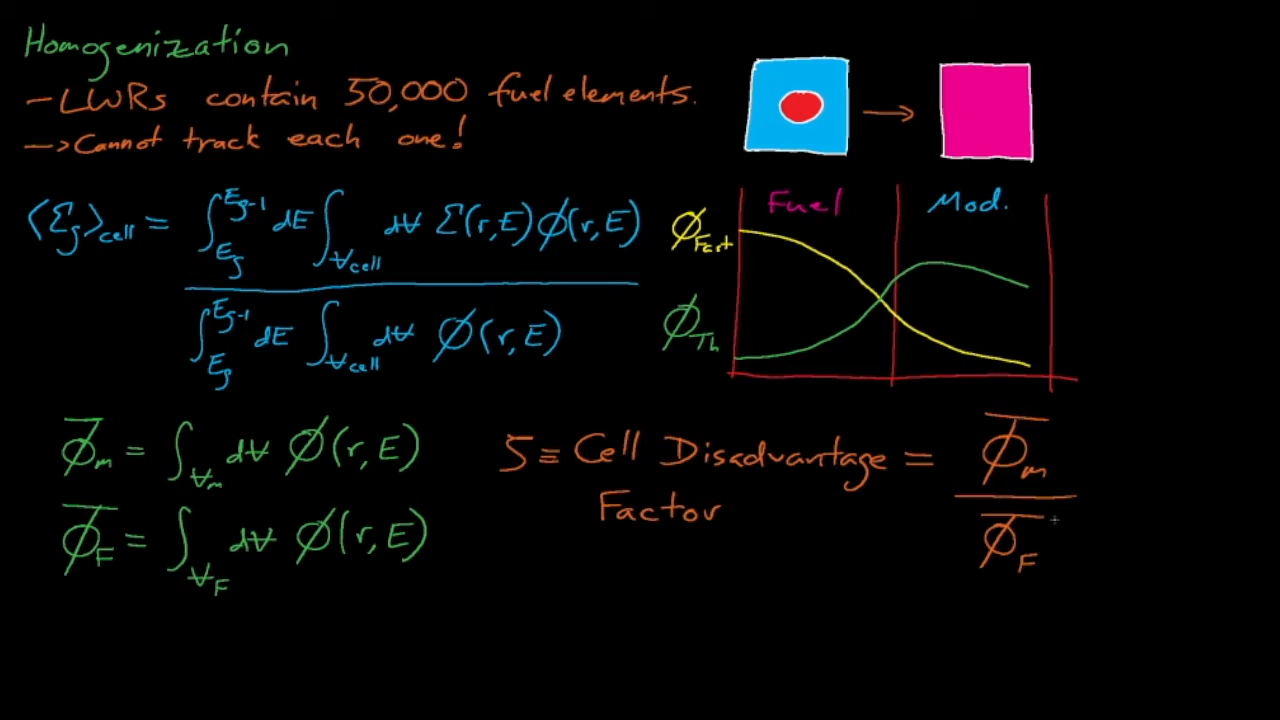 Homogenization
- LWRs contain 50,000 fuel elements.
-> Cannot track each one!
⟨Σg⟩cell = ∫_{Eg}^{Eg-1} dE ∫_{Vcell} dV Σ(r,E) φ(r,E)
∫_{Eg}^{Eg-1} dE ∫_{Vcell} dV φ(r,E)
Fuel Mod.
φFast
φTh
φ̅m = ∫_{Vm} dV φ(r,E)
φ̅F = ∫_{VF} dV φ(r,E)
ζ ≡ Cell Disadvantage = φ̅m
Factor
φ̅F